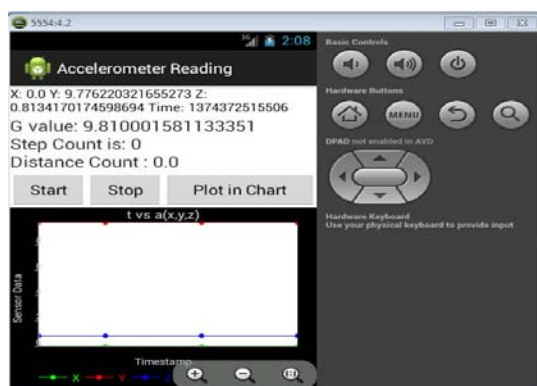 5554:4.2
3G 2:08
Accelerometer Reading
X: 0.0 Y: 9.776220321655273 Z:
0.8134170174598694 Time: 1374372515506
G value: 9.810001581133351
Step Count is: 0
Distance Count : 0.0
Start Stop Plot in Chart
t vs a(x,y,z)
Sensor Data
Timestamp
X Y
Basic Controls
Hardware Buttons
MENU
DPAD not enabled in AVD
Hardware Keyboard
Use your physical keyboard to provide input